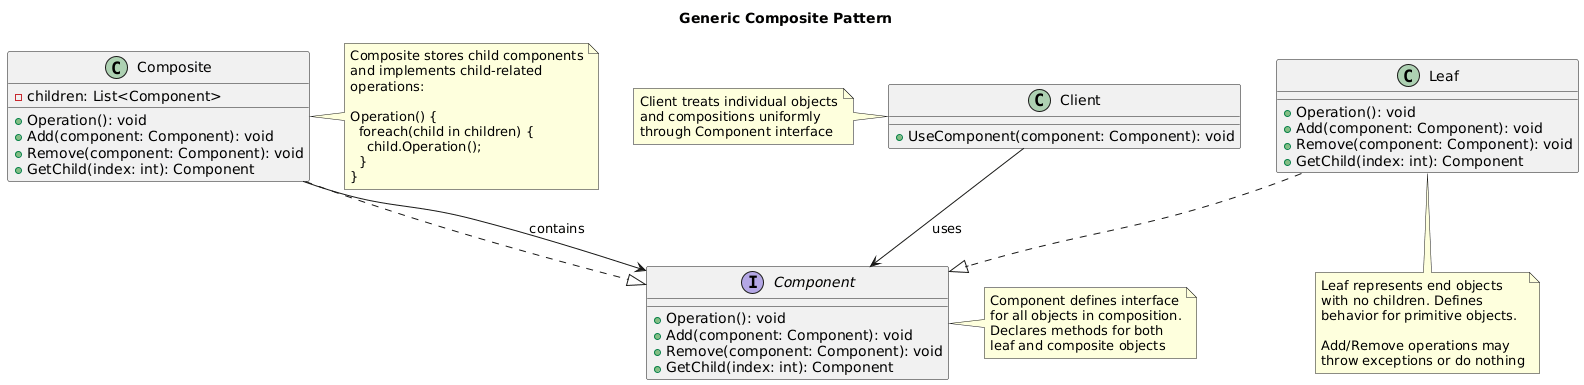 Generic Composite Pattern
C Composite
children: List<Component>
Operation(): void
Add(component: Component): void
Remove(component: Component): void
GetChild(index: int): Component
Composite stores child components
and implements child-related
operations:
Operation() {
foreach(child in children) {
child.Operation();
}
}
Client treats individual objects
and compositions uniformly
through Component interface
C Client
UseComponent(component: Component): void
C Leaf
Operation(): void
Add(component: Component): void
Remove(component: Component): void
GetChild(index: int): Component
contains
uses
I Component
Operation(): void
Add(component: Component): void
Remove(component: Component): void
GetChild(index: int): Component
Component defines interface
for all objects in composition.
Declares methods for both
leaf and composite objects
Leaf represents end objects
with no children. Defines
behavior for primitive objects.
Add/Remove operations may
throw exceptions or do nothing